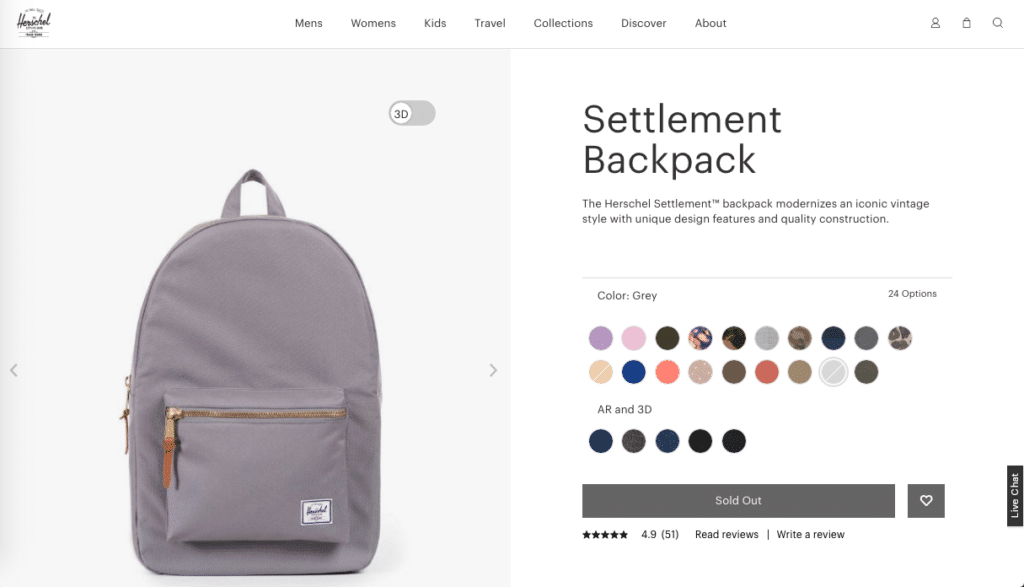 Herschel
Mens Womens Kids Travel Collections Discover About
3D
Settlement
Backpack
The Herschel Settlement™ backpack modernizes an iconic vintage
style with unique design features and quality construction.
Color: Grey
24 Options
AR and 3D
Herschel
Sold Out
4.9 (51) Read reviews | Write a review
Live Chat